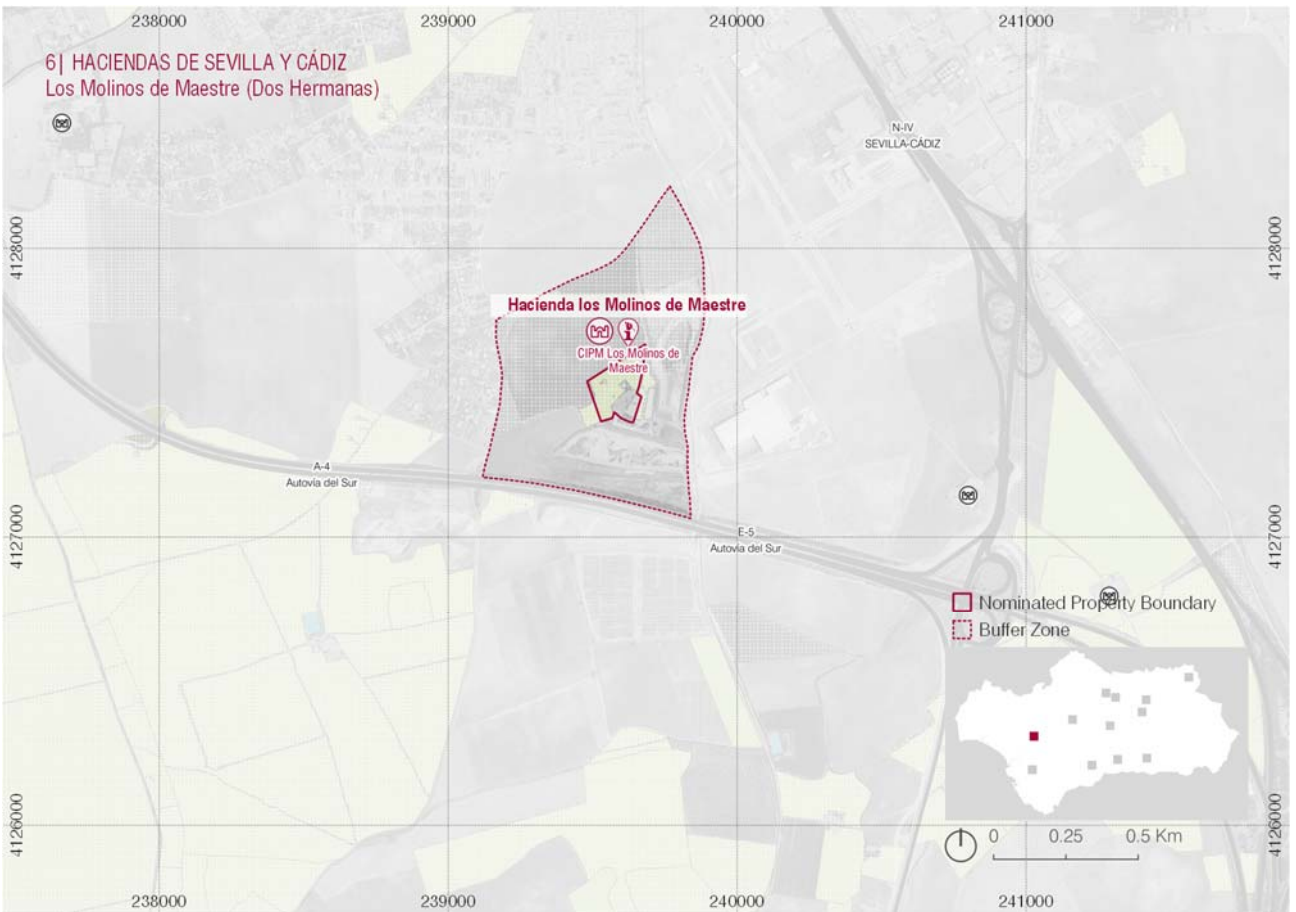 238000
239000
240000
241000
6| HACIENDAS DE SEVILLA Y CÁDIZ
Los Molinos de Maestre (Dos Hermanas)
N-IV
SEVILLA-CÁDIZ
4128000
4128000
Hacienda los Molinos de Maestre
CIPM Los Molinos de
Maestre
A-4
Autovía del Sur
4127000
E-5
Autovía del Sur
4127000
Nominated Property Boundary
Buffer Zone
4126000
4126000
0
0.25
0.5 Km
238000
239000
240000
241000